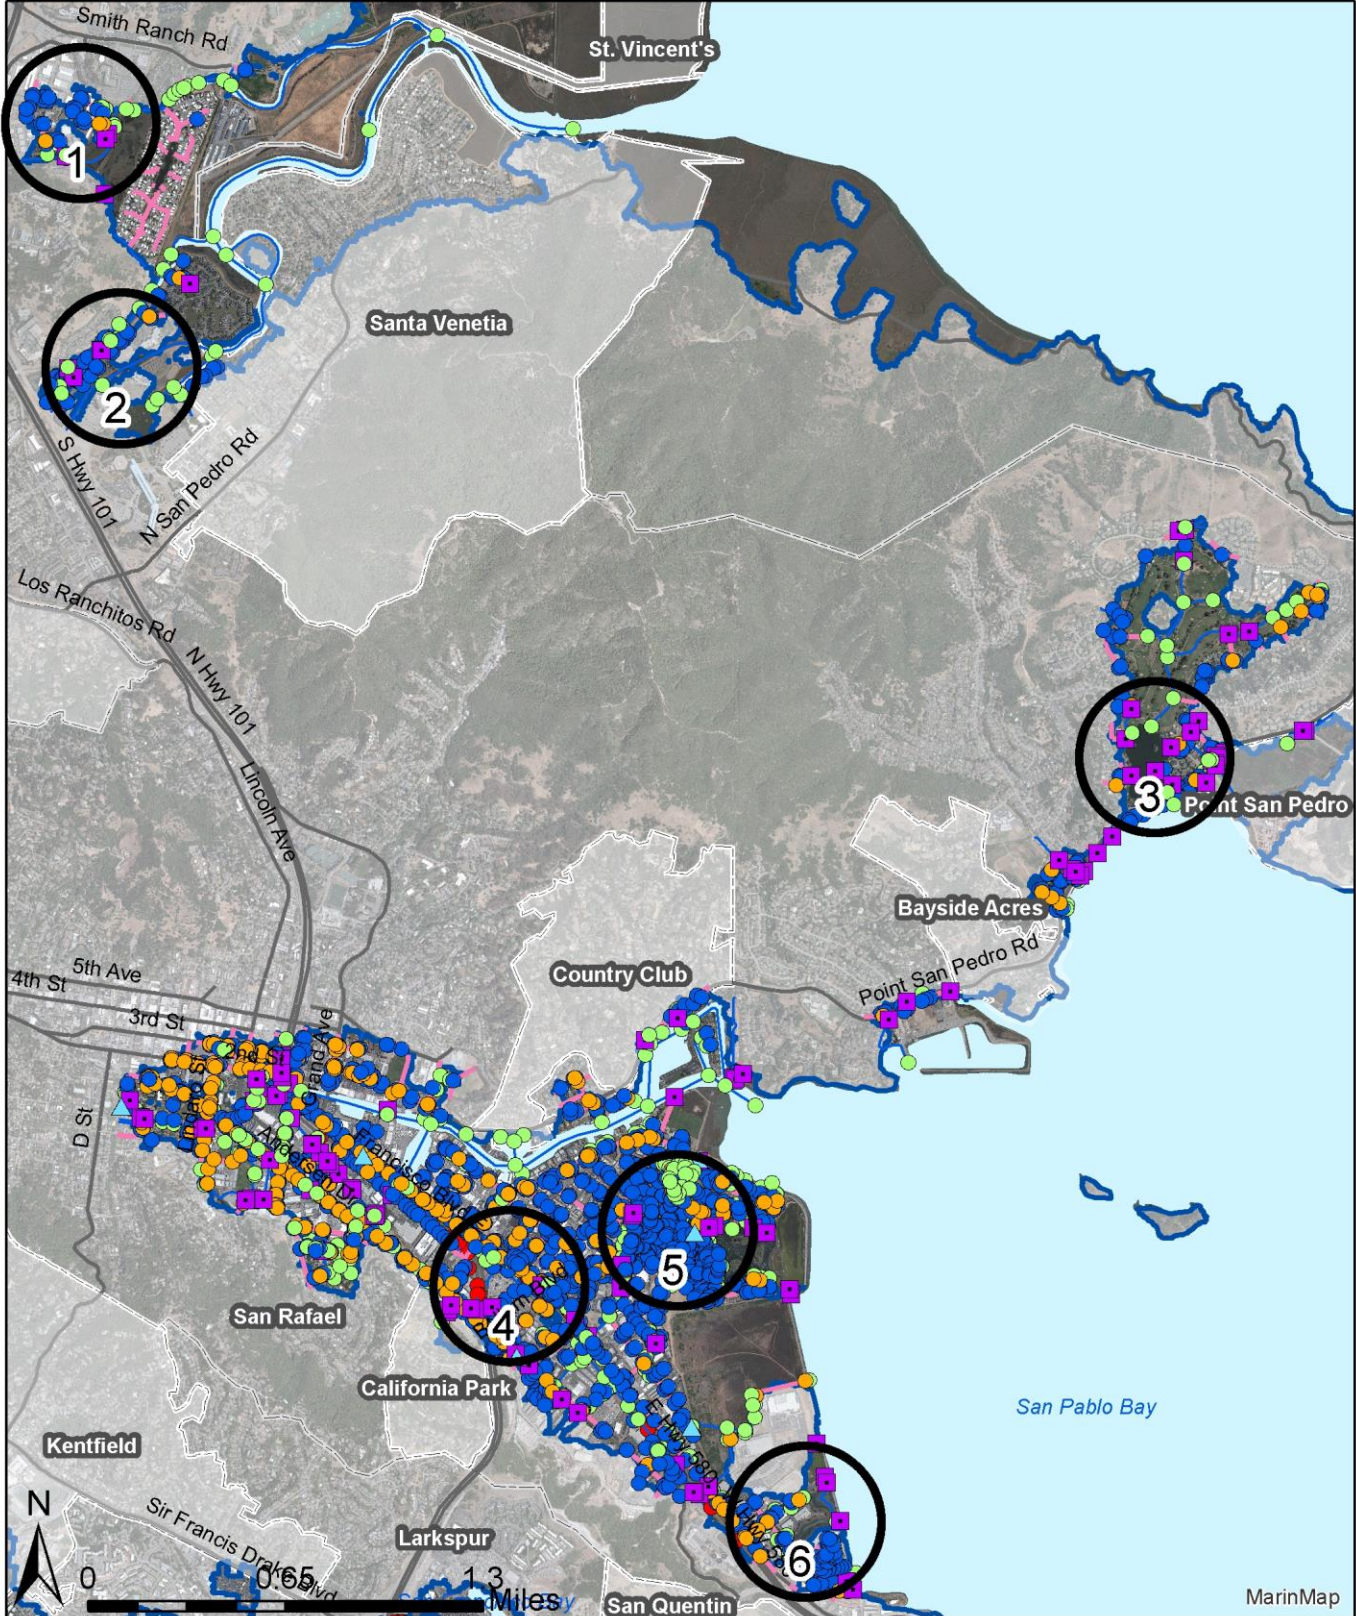 Smith Ranch Rd
St. Vincent's
1
Santa Venetia
2
S Hwy 101
N San Pedro Rd
Los Ranchitos Rd
N Hwy 101
Lincoln Ave
3
Point San Pedro
Bayside Acres
Point San Pedro Rd
Country Club
5th Ave
4th St
3rd St
2nd St
Grand Ave
D St
Andersen Dr
Francisco Blvd
5
4
San Rafael
California Park
San Pablo Bay
E Hwy 580
Kentfield
N
Sir Francis Drake Blvd
Larkspur
6
0 0.65 1.3
Miles
San Quentin
MarinMap